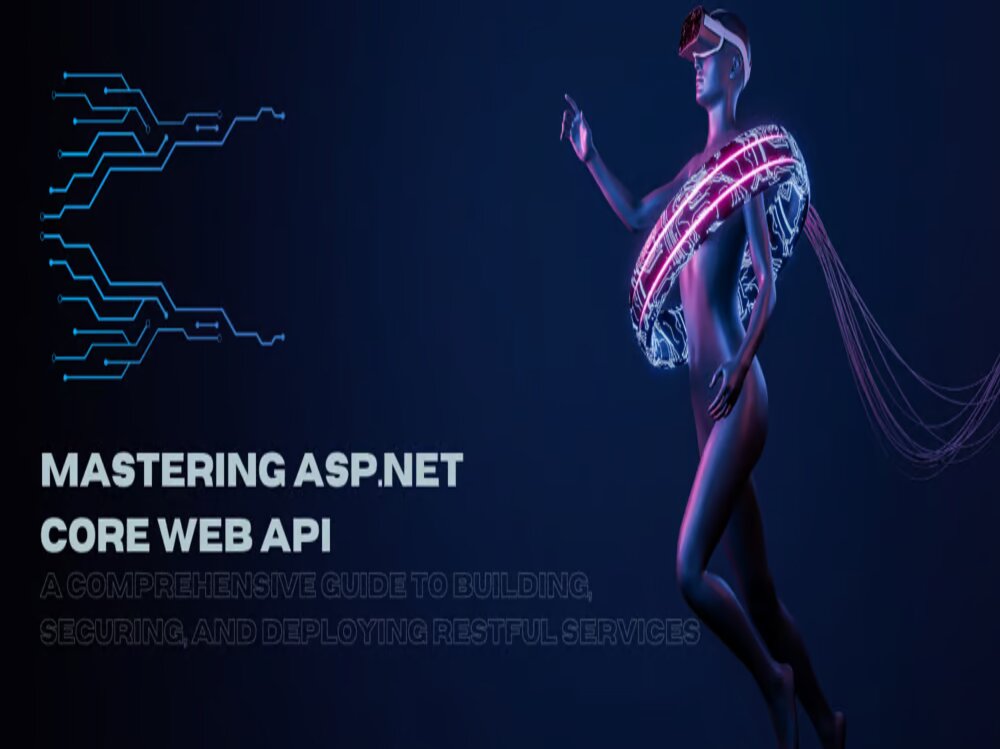 MASTERING ASP.NET
CORE WEB API
A COMPREHENSIVE GUIDE TO BUILDING,
SECURING, AND DEPLOYING RESTFUL SERVICES